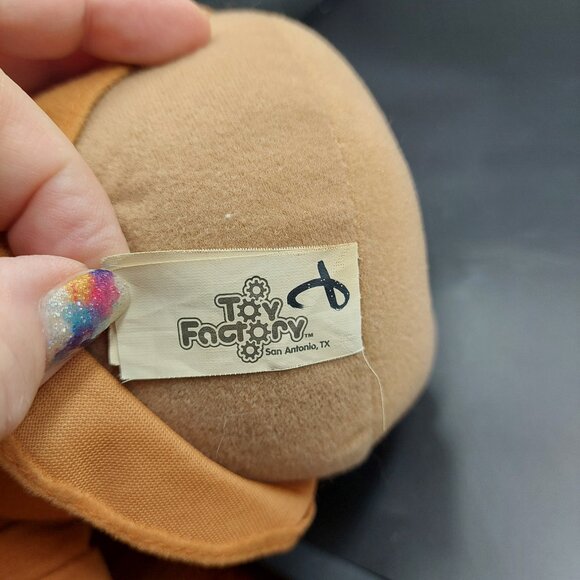 Toy
Factory™
San Antonio, TX